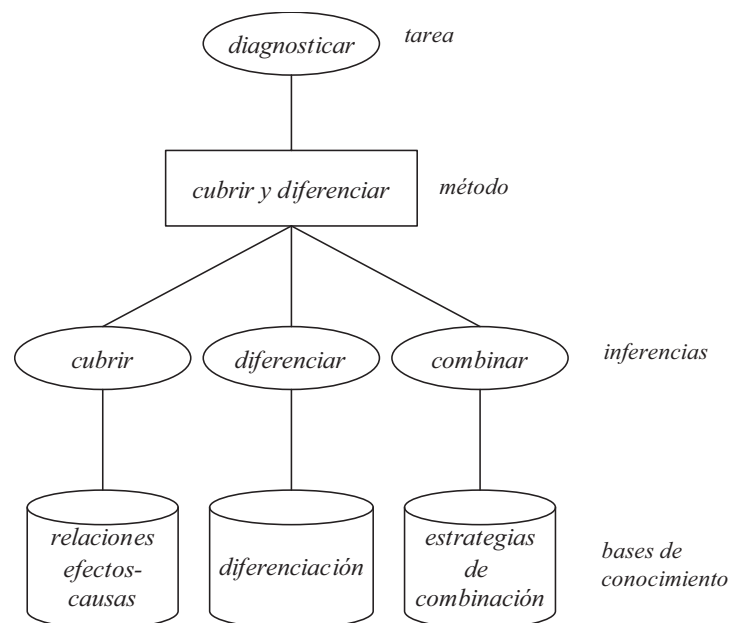 diagnosticar
tarea
cubrir y diferenciar
método
cubrir
diferenciar
combinar
inferencias
relaciones
efectos-
causas
diferenciación
estrategias
de
combinación
bases de
conocimiento